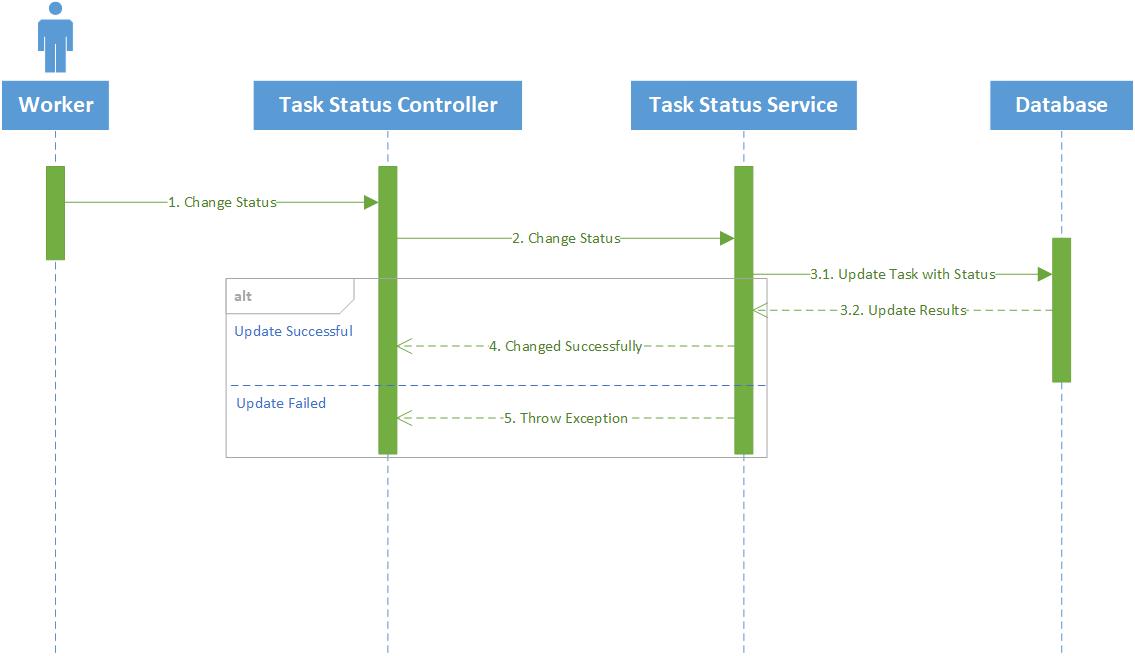 Worker
Task Status Controller
Task Status Service
Database
1. Change Status
2. Change Status
3.1. Update Task with Status
alt
3.2. Update Results
Update Successful
4. Changed Successfully
Update Failed
5. Throw Exception